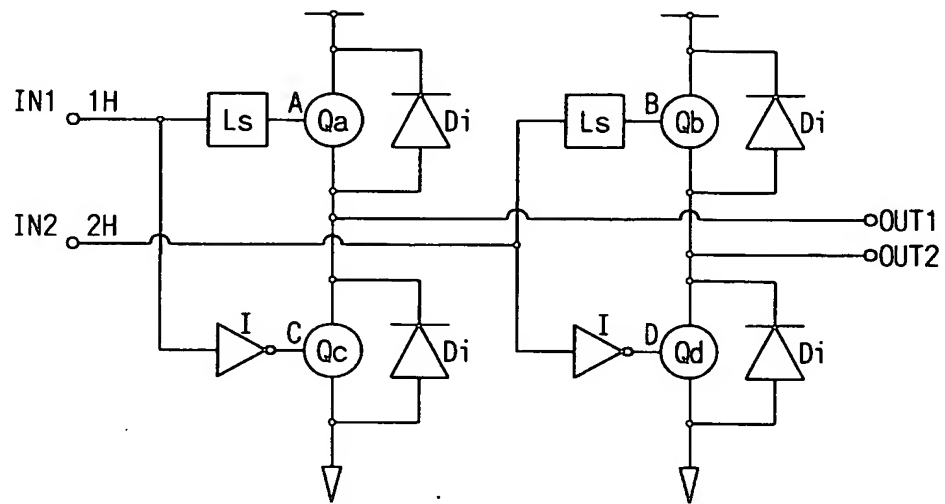 IN1 1H Ls A Qa Di Ls B Qb Di
IN2 2H OUT1
OUT2
I C Qc Di I D Qd Di